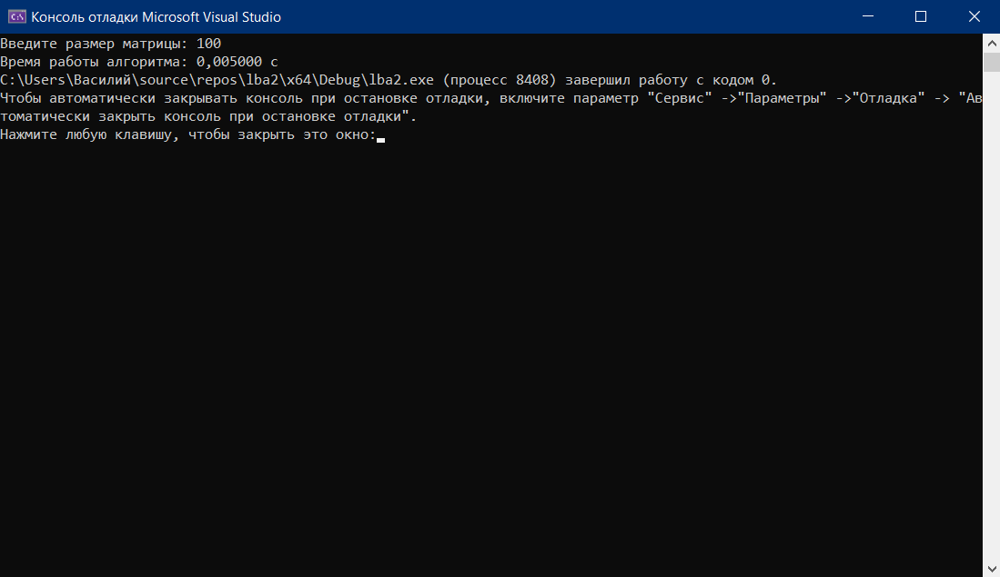 Консоль отладки Microsoft Visual Studio
Введите размер матрицы: 100
Время работы алгоритма: 0,005000 с
C:\Users\Василий\source\repos\lba2\x64\Debug\lba2.exe (процесс 8408) завершил работу с кодом 0.
Чтобы автоматически закрывать консоль при остановке отладки, включите параметр "Сервис" ->"Параметры" ->"Отладка" -> "Ав
томатически закрыть консоль при остановке отладки".
Нажмите любую клавишу, чтобы закрыть это окно: